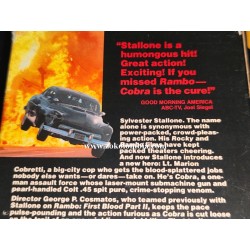 "Stallone is a
humongous hit!
Great action!
Exciting! If you
missed Rambo—
Cobra is the cure!"
GOOD MORNING AMERICA
ABC-TV, Joel Siegel
Sylvester Stallone. The name
alone is synonymous with
power-packed, crowd-pleas-
ing action. His Rocky and
Rambo films have kept
packed theaters cheering.
And now Stallone introduces
a new hero: Lt. Marion
Cobretti, a big-city cop who gets the blood-splattered jobs
nobody else wants—or dares—to take on. He's Cobra, a one-
man assault force whose laser-mount submachine gun and
pearl-handled Colt .45 spit pure, crime-stopping venom.
Director George P. Cosmatos, who teamed previously with
Stallone on Rambo: First Blood Part II, keeps the pace
pulse-pounding and the action furious as Cobra is cut loose